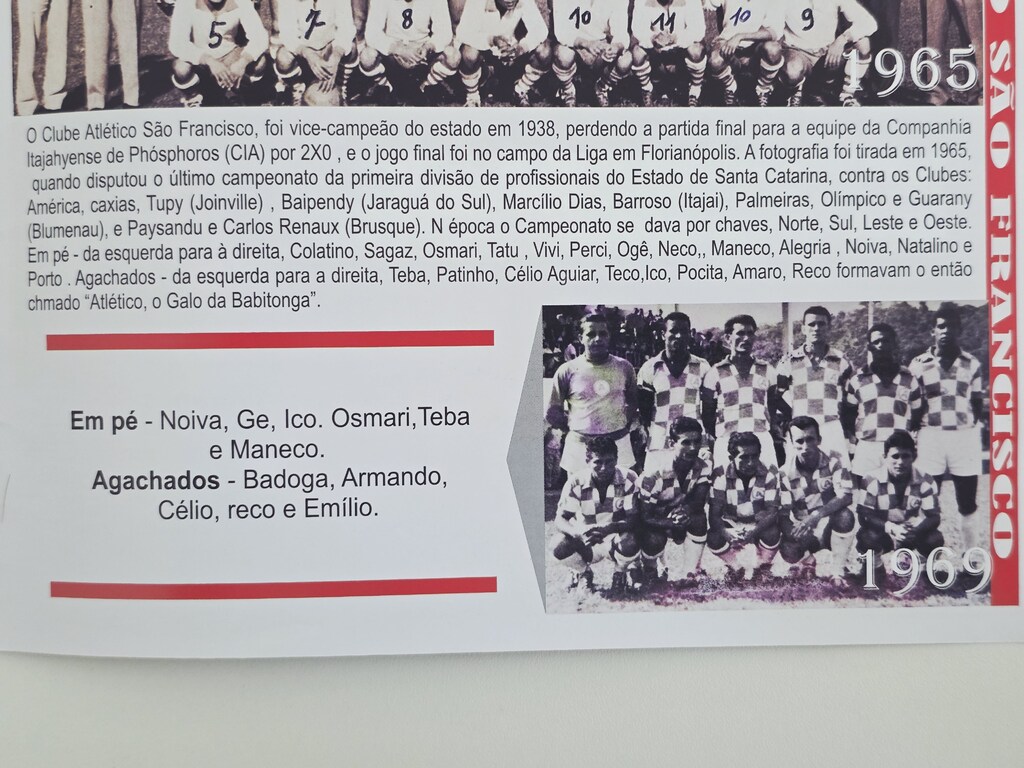 5 7 8 10 11 10 9
1965
O Clube Atlético São Francisco, foi vice-campeão do estado em 1938, perdendo a partida final para a equipe da Companhia
Itajahyense de Phósphoros (CIA) por 2X0 , e o jogo final foi no campo da Liga em Florianópolis. A fotografia foi tirada em 1965,
quando disputou o último campeonato da primeira divisão de profissionais do Estado de Santa Catarina, contra os Clubes:
América, caxias, Tupy (Joinville) , Baipendy (Jaraguá do Sul), Marcílio Dias, Barroso (Itajai), Palmeiras, Olímpico e Guarany
(Blumenau), e Paysandu e Carlos Renaux (Brusque). N época o Campeonato se dava por chaves, Norte, Sul, Leste e Oeste.
Em pé - da esquerda para à direita, Colatino, Sagaz, Osmari, Tatu , Vivi, Perci, Ogê, Neco,, Maneco, Alegria , Noiva, Natalino e
Porto . Agachados - da esquerda para a direita, Teba, Patinho, Célio Aguiar, Teco,Ico, Pocita, Amaro, Reco formavam o então
chmado “Atlético, o Galo da Babitonga”.
Em pé - Noiva, Ge, Ico. Osmari,Teba
e Maneco.
Agachados - Badoga, Armando,
Célio, reco e Emílio.
1969
O SÃO FRANCISCO